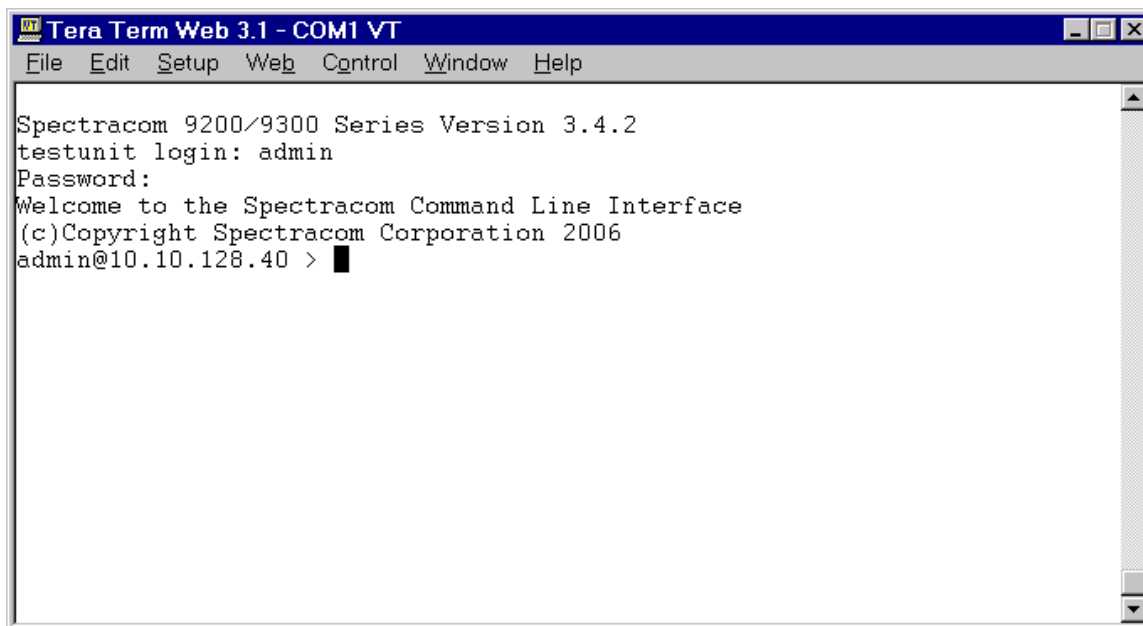 Tera Term Web 3.1 - COM1 VT
File Edit Setup Web Control Window Help
Spectracom 9200/9300 Series Version 3.4.2
testunit login: admin
Password:
Welcome to the Spectracom Command Line Interface
(c)Copyright Spectracom Corporation 2006
admin@10.10.128.40 >